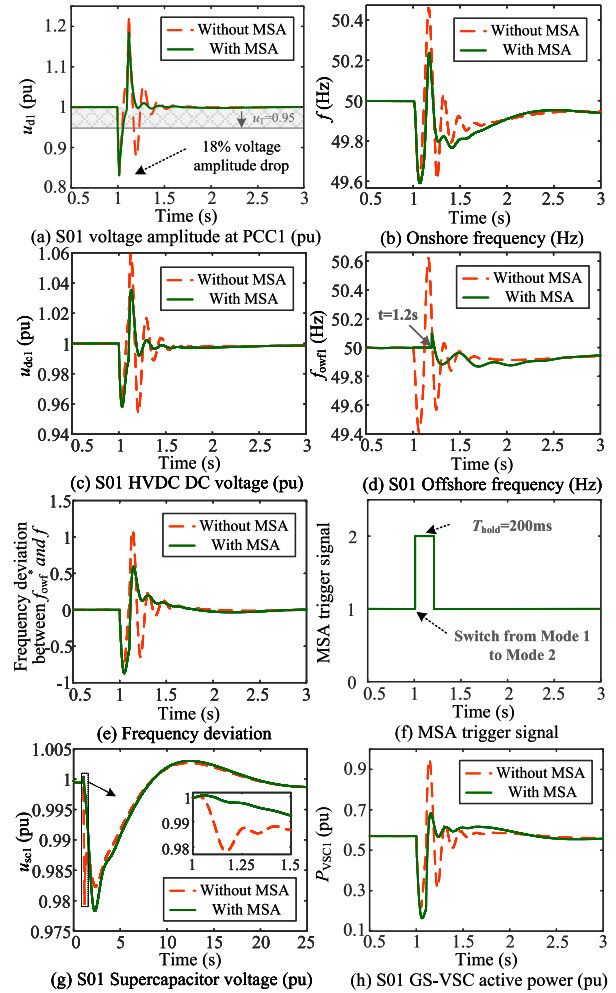 1.2
1.1
1
0.9
0.8
u_d1 (pu)
Without MSA
With MSA
u_T=0.95
18% voltage
amplitude drop
0.5 1 1.5 2 2.5 3
Time (s)
(a) S01 voltage amplitude at PCC1 (pu)
50.4
50.2
50
49.8
49.6
f (Hz)
Without MSA
With MSA
0.5 1 1.5 2 2.5 3
Time (s)
(b) Onshore frequency (Hz)
1.06
1.04
1.02
1
0.98
0.96
0.94
u_dc1 (pu)
Without MSA
With MSA
0.5 1 1.5 2 2.5 3
Time (s)
(c) S01 HVDC DC voltage (pu)
50.6
50.4
50.2
50
49.8
49.6
49.4
f_owf1 (Hz)
Without MSA
With MSA
t=1.2s
0.5 1 1.5 2 2.5 3
Time (s)
(d) S01 Offshore frequency (Hz)
1
0.5
0
-0.5
-1
Frequency deviation
between f_owf* and f
Without MSA
With MSA
0.5 1 1.5 2 2.5 3
Time (s)
(e) Frequency deviation
2
1
0
MSA trigger signal
T_hold=200ms
Switch from Mode 1
to Mode 2
0.5 1 1.5 2 2.5 3
Time (s)
(f) MSA trigger signal
1.005
0.995
0.985
0.98
0.975
u_sc1 (pu)
1
0.99
0.98
1 1.25 1.5
Without MSA
With MSA
0 5 10 15 20 25
Time (s)
(g) S01 Supercapacitor voltage (pu)
0.9
0.7
0.5
0.3
0.1
P_VSC1 (pu)
Without MSA
With MSA
0.5 1 1.5 2 2.5 3
Time (s)
(h) S01 GS-VSC active power (pu)